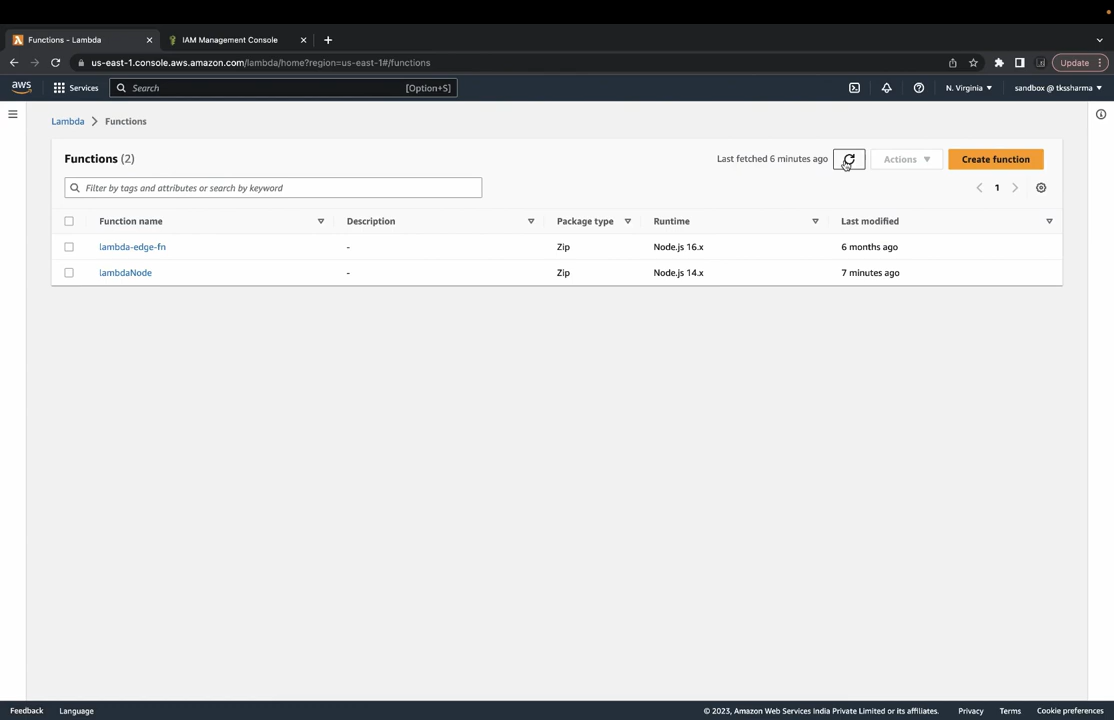 Functions - Lambda
IAM Management Console
us-east-1.console.aws.amazon.com/lambda/home?region=us-east-1#/functions
Update
aws
Services
Search
[Option+S]
N. Virginia
sandbox @ tkssharma
Lambda
Functions
Functions (2)
Last fetched 6 minutes ago
Actions
Create function
Filter by tags and attributes or search by keyword
1
Function name
Description
Package type
Runtime
Last modified
lambda-edge-fn
-
Zip
Node.js 16.x
6 months ago
lambdaNode
-
Zip
Node.js 14.x
7 minutes ago
Feedback
Language
© 2023, Amazon Web Services India Private Limited or its affiliates.
Privacy
Terms
Cookie preferences